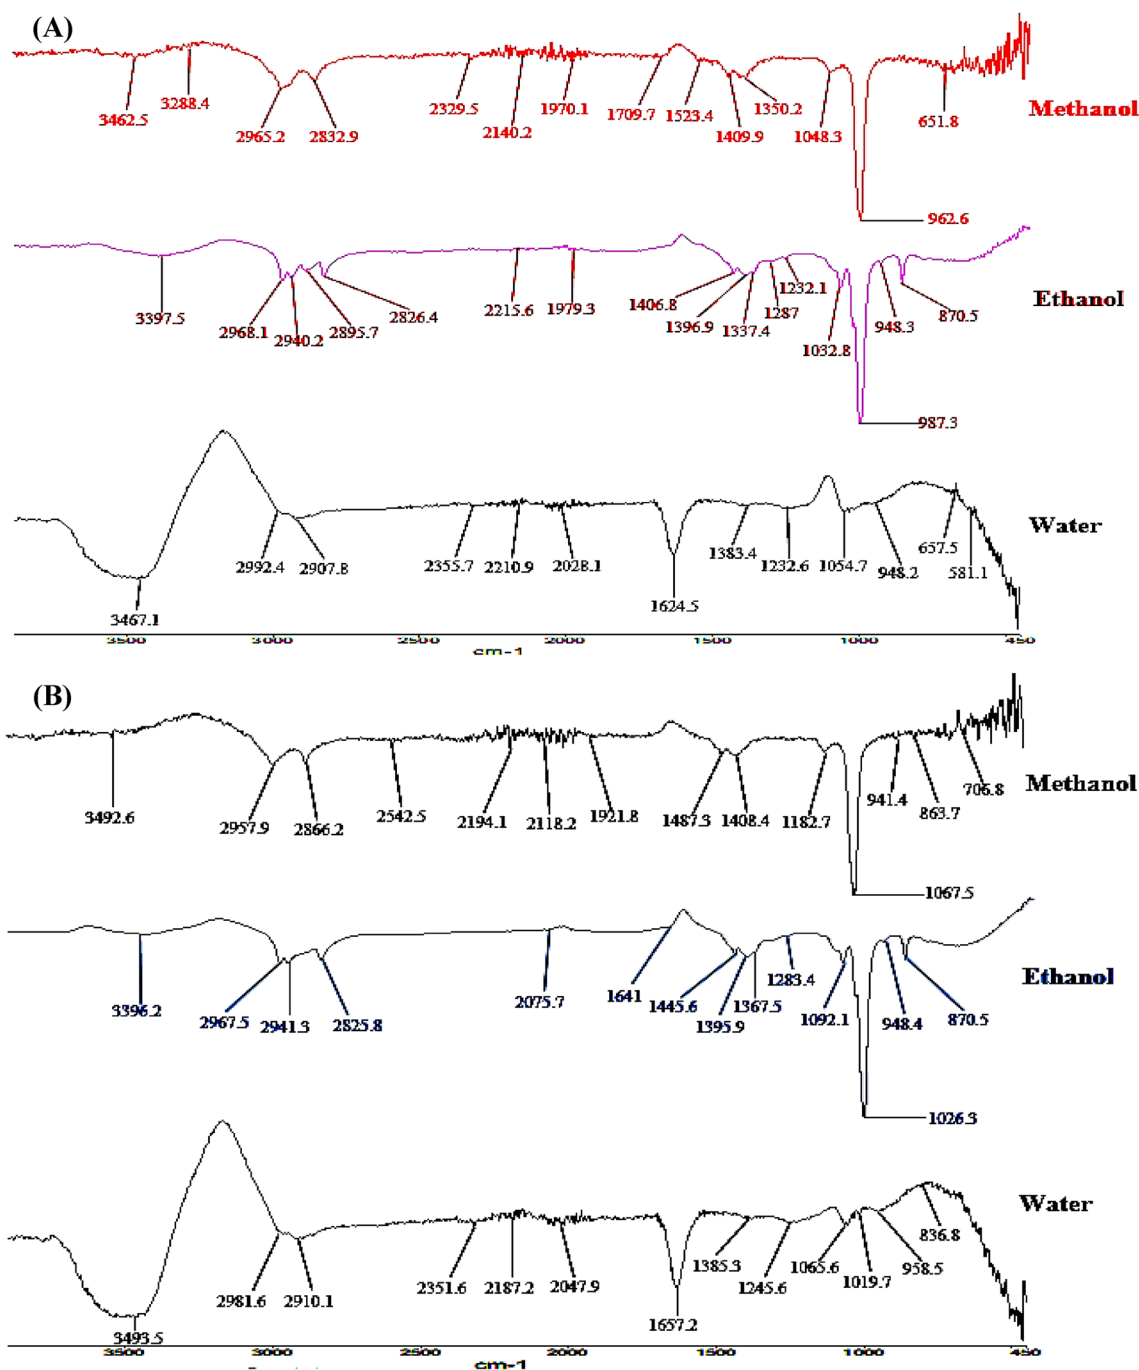 (A)
3462.5 3288.4 2965.2 2832.9 2329.5 2140.2 1970.1 1709.7 1523.4 1409.9 1350.2 1048.3 651.8 Methanol
962.6
3397.5 2968.1 2940.2 2895.7 2826.4 2215.6 1979.3 1406.8 1396.9 1337.4 1287 1232.1 1032.8 948.3 870.5 Ethanol
987.3
Water
2992.4 2907.8 2355.7 2210.9 2028.1 1383.4 1232.6 1054.7 948.2 657.5 581.1
3467.1 1624.5
3500 3000 2500 2000 1500 1000 450
cm-1
(B)
3492.6 2957.9 2866.2 2542.5 2194.1 2118.2 1921.8 1487.3 1408.4 1182.7 941.4 863.7 706.8 Methanol
1067.5
3396.2 2967.5 2941.3 2825.8 2075.7 1641 1445.6 1395.9 1367.5 1283.4 1092.1 948.4 870.5 Ethanol
1026.3
Water
2981.6 2910.1 2351.6 2187.2 2047.9 1385.3 1245.6 1065.6 1019.7 958.5 836.8
3493.5 1657.2
3500 3000 2500 2000 1500 1000 450
cm-1